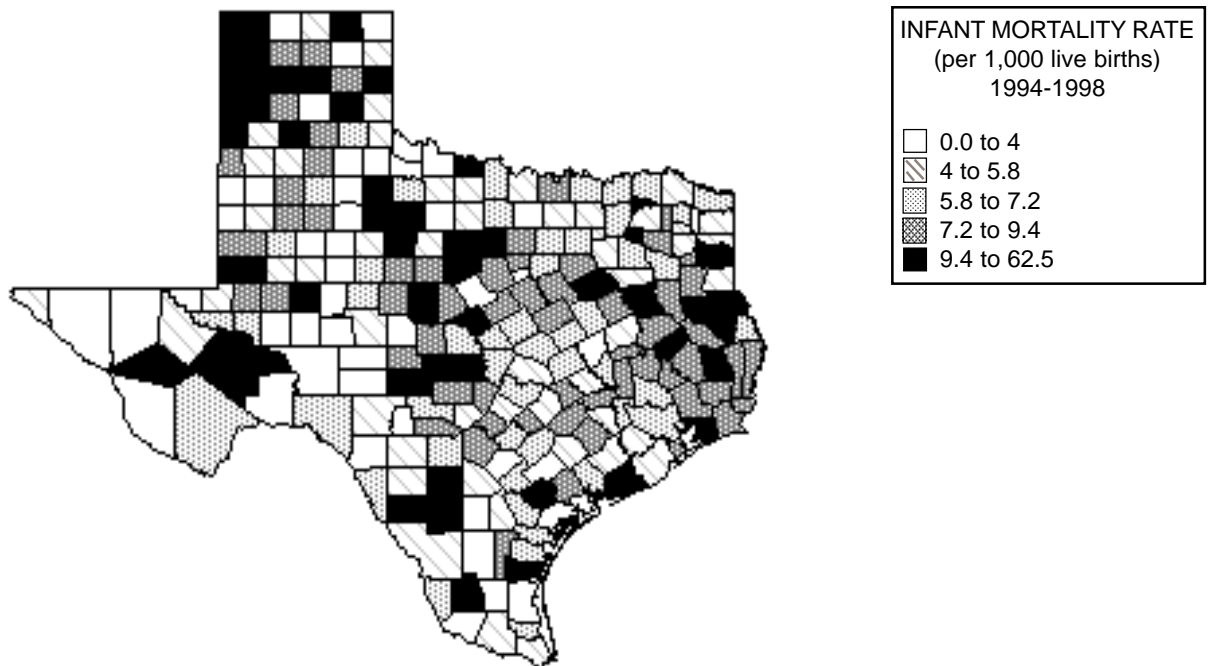 INFANT MORTALITY RATE
(per 1,000 live births)
1994-1998
0.0 to 4
4 to 5.8
5.8 to 7.2
7.2 to 9.4
9.4 to 62.5